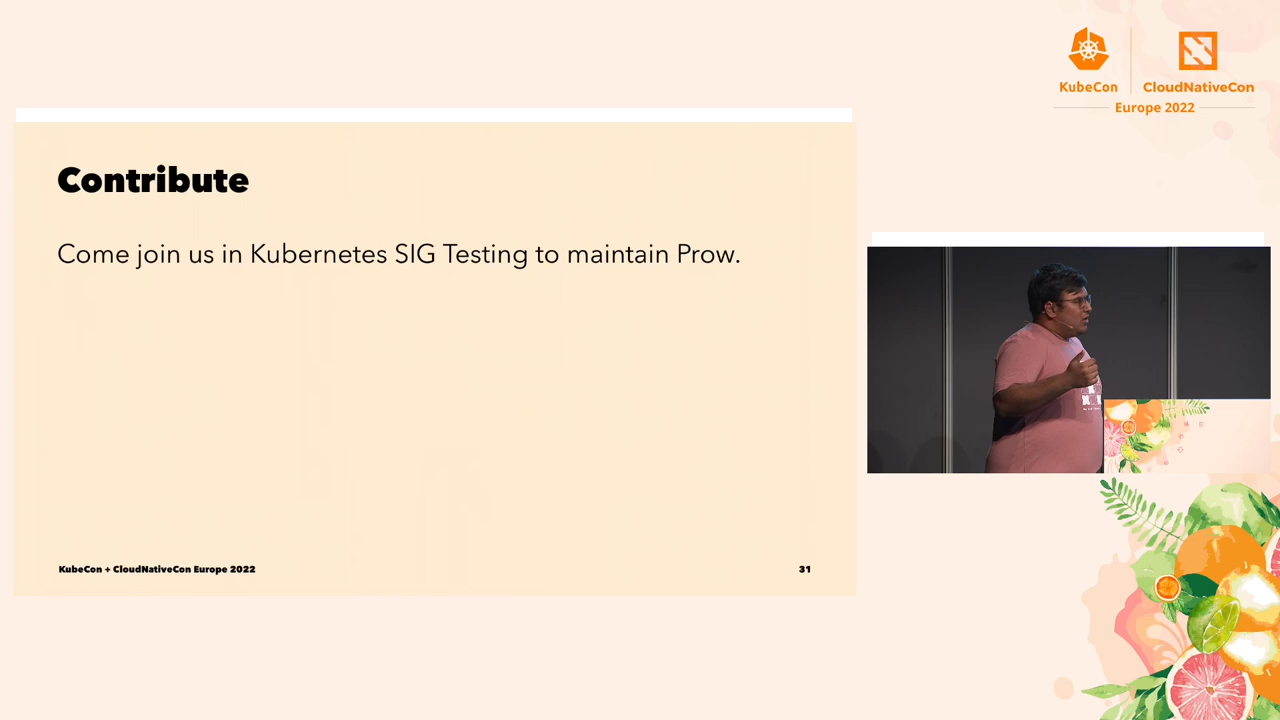 KubeCon
CloudNativeCon
Europe 2022
Contribute
Come join us in Kubernetes SIG Testing to maintain Prow.
KubeCon + CloudNativeCon Europe 2022
31